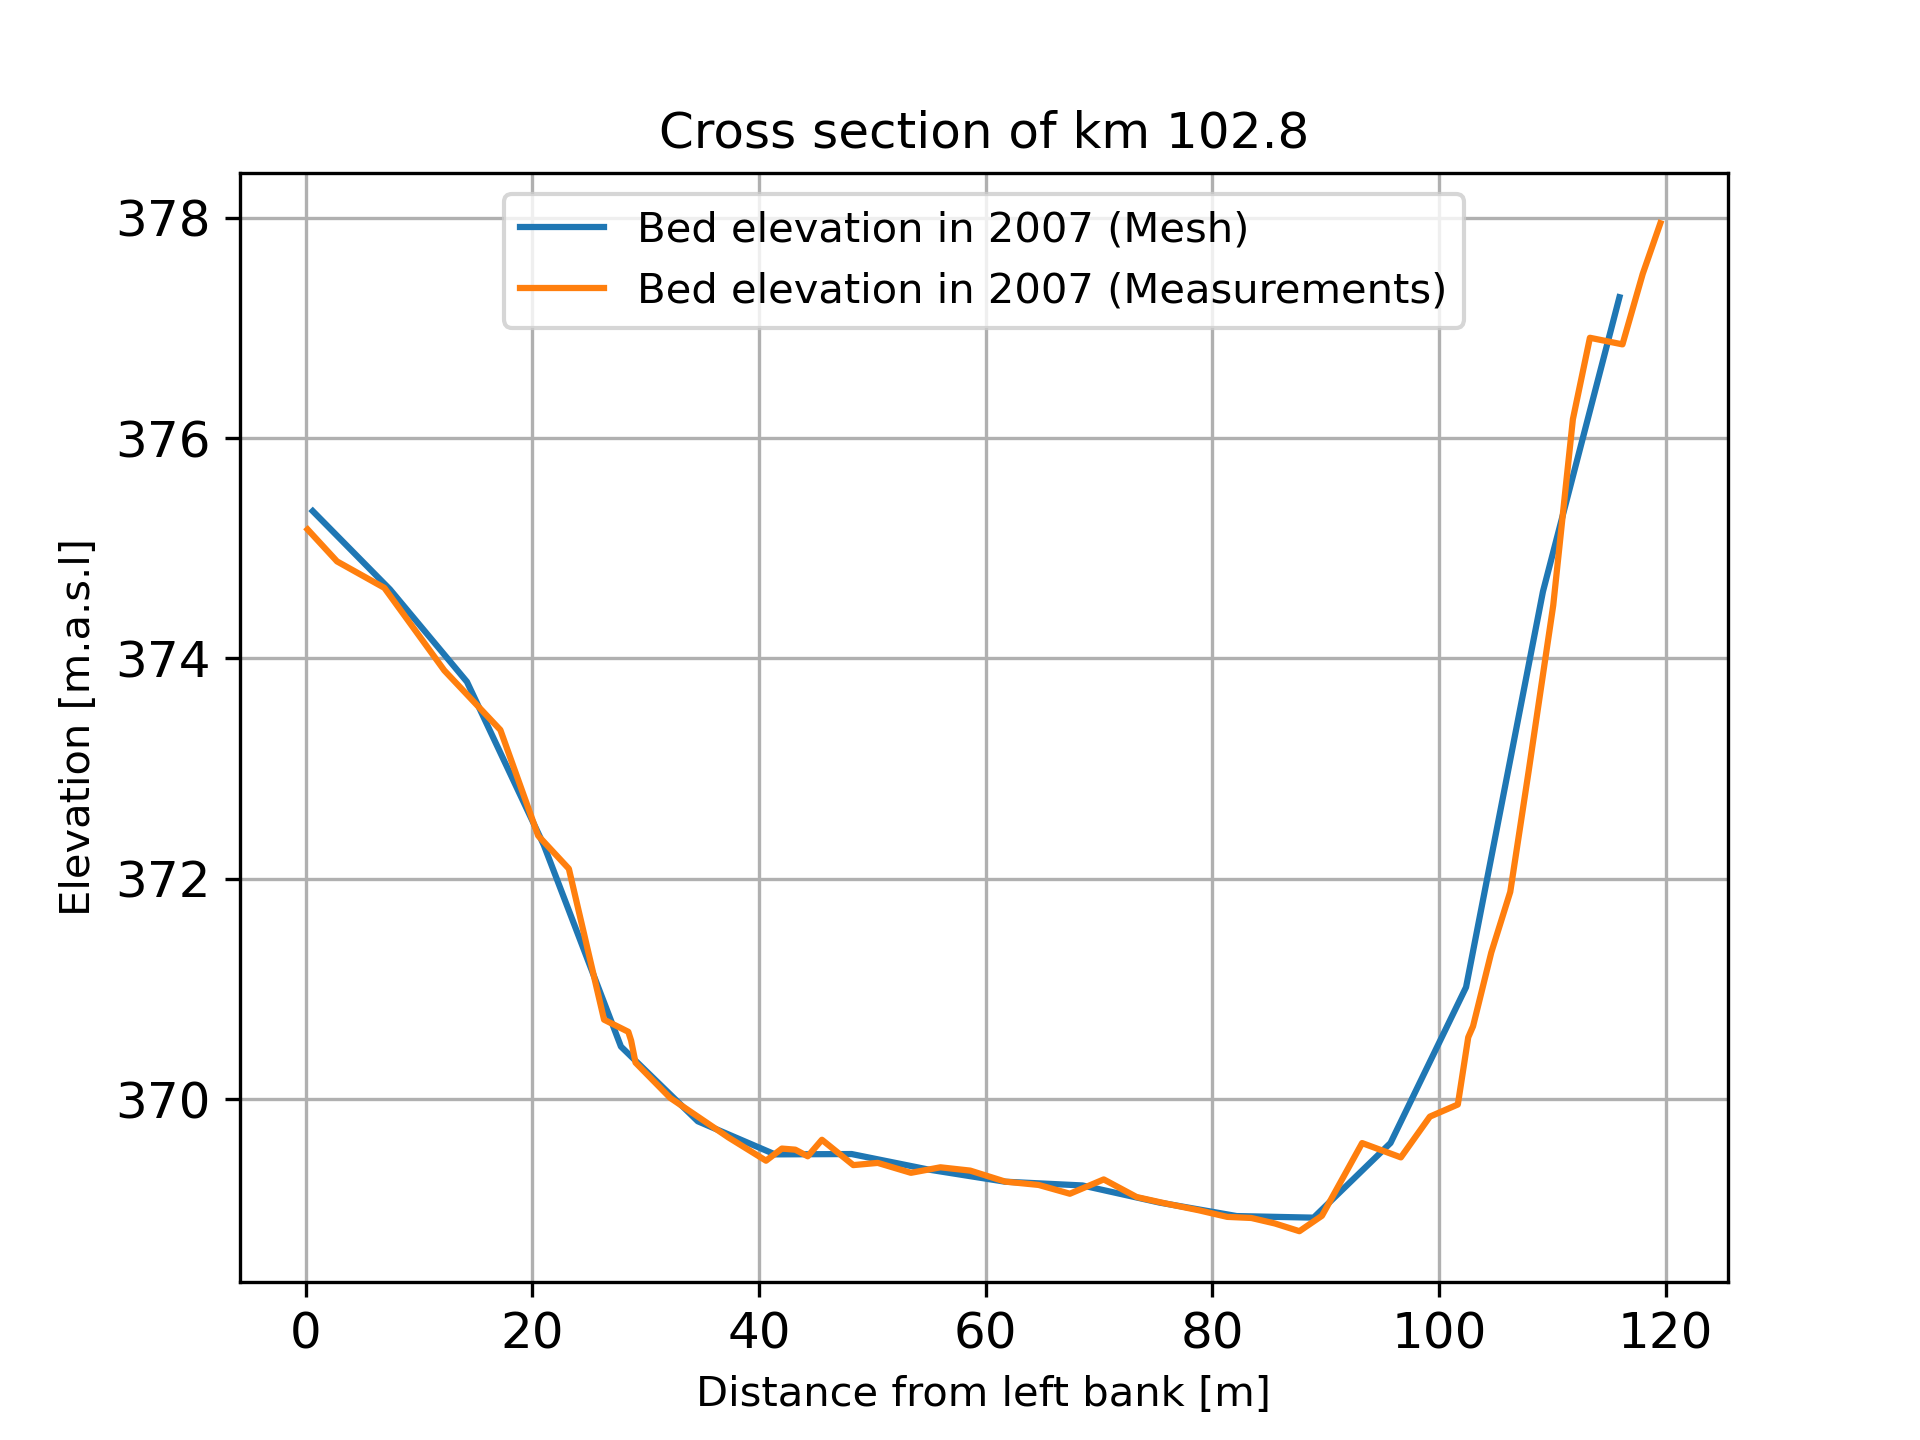 Cross section of km 102.8
Bed elevation in 2007 (Mesh)
Bed elevation in 2007 (Measurements)
378
376
374
372
370
Elevation [m.a.s.l]
0 20 40 60 80 100 120
Distance from left bank [m]